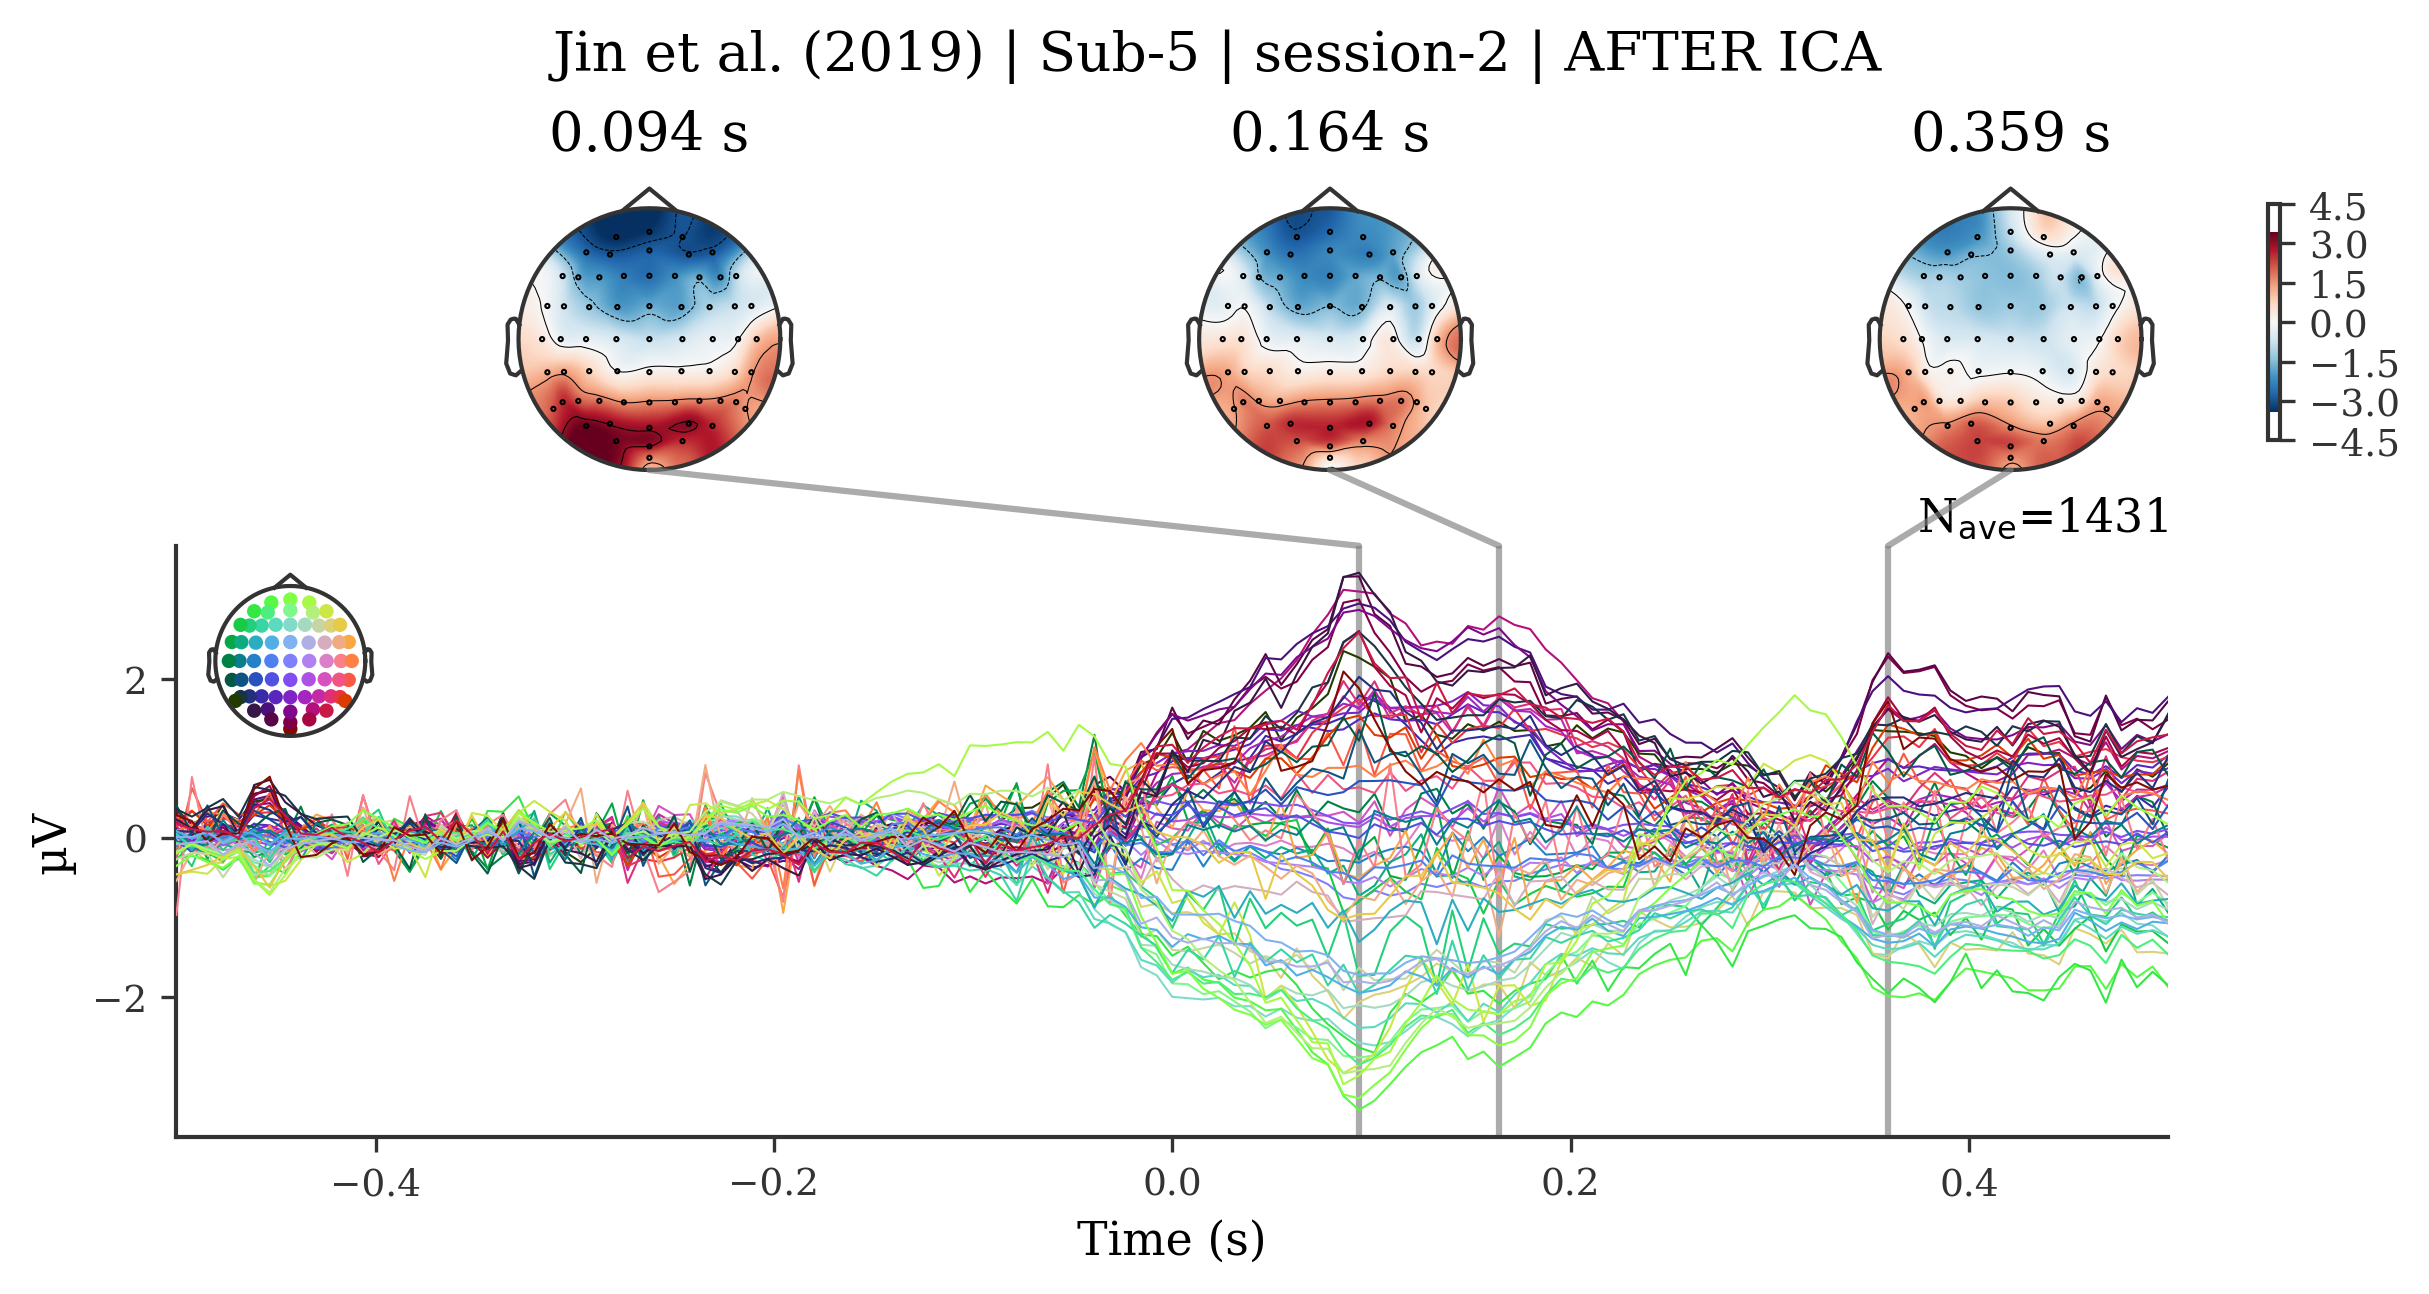 Jin et al. (2019) | Sub-5 | session-2 | AFTER ICA
0.094 s
0.164 s
0.359 s
4.5
3.0
1.5
0.0
−1.5
−3.0
−4.5
Nave=1431
2
0
−2
µV
−0.4
−0.2
0.0
0.2
0.4
Time (s)